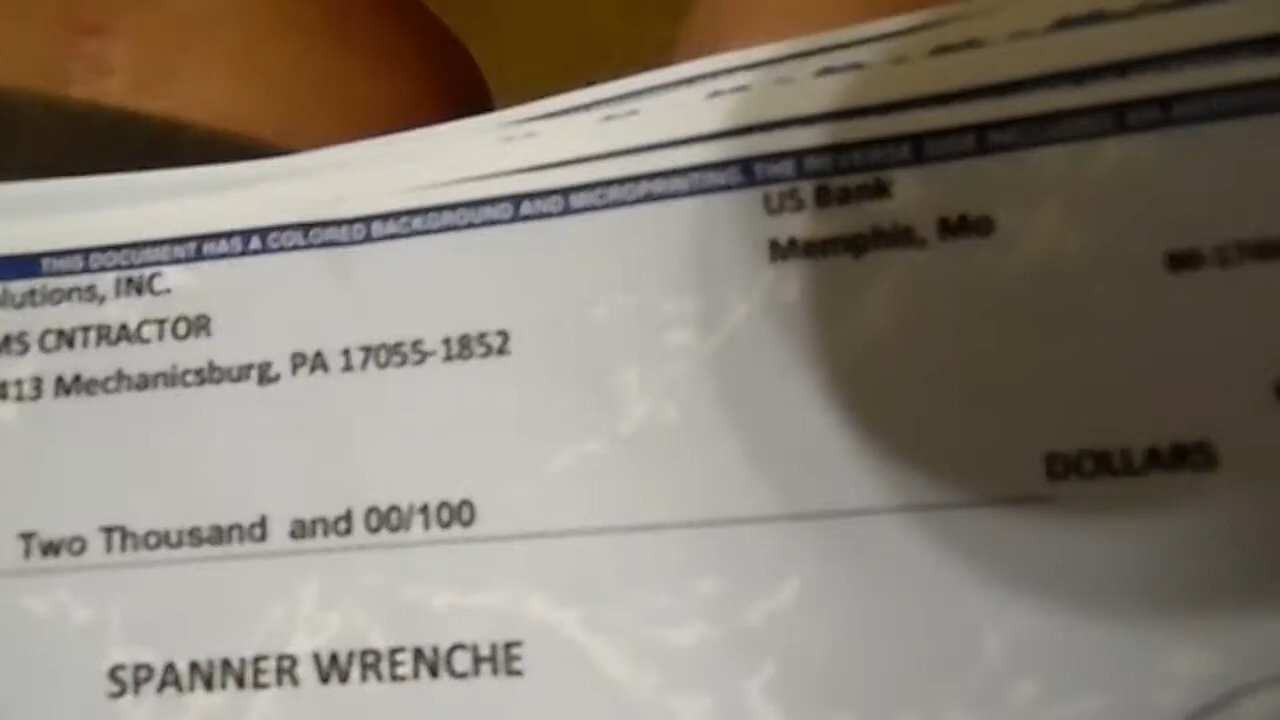 THIS DOCUMENT HAS A COLORED BACKGROUND AND MICROPRINTING. THE REVERSE SIDE INCLUDES AN
lutions, INC.
MS CNTRACTOR
413 Mechanicsburg, PA 17055-1852
US Bank
Memphis, Mo
DOLLARS
Two Thousand and 00/100
SPANNER WRENCHE